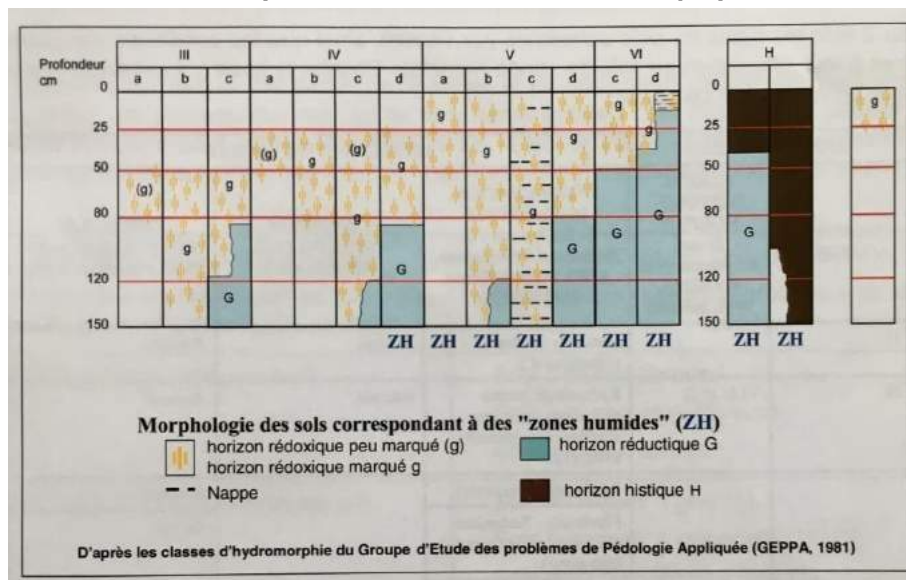 III IV V VI H
Profondeur
cm
a b c a b c d a b c d c d
0 0
25 25
50 50
80 80
120 120
150 150
(g) g g g G
(g) g (g) g g G
g g g g G
g G g G
G
g
ZH ZH ZH ZH ZH ZH ZH ZH ZH
Morphologie des sols correspondant à des "zones humides" (ZH)
horizon rédoxique peu marqué (g) horizon réductique G
horizon rédoxique marqué g
Nappe horizon histique H
D'après les classes d'hydromorphie du Groupe d'Etude des problèmes de Pédologie Appliquée (GEPPA, 1981)